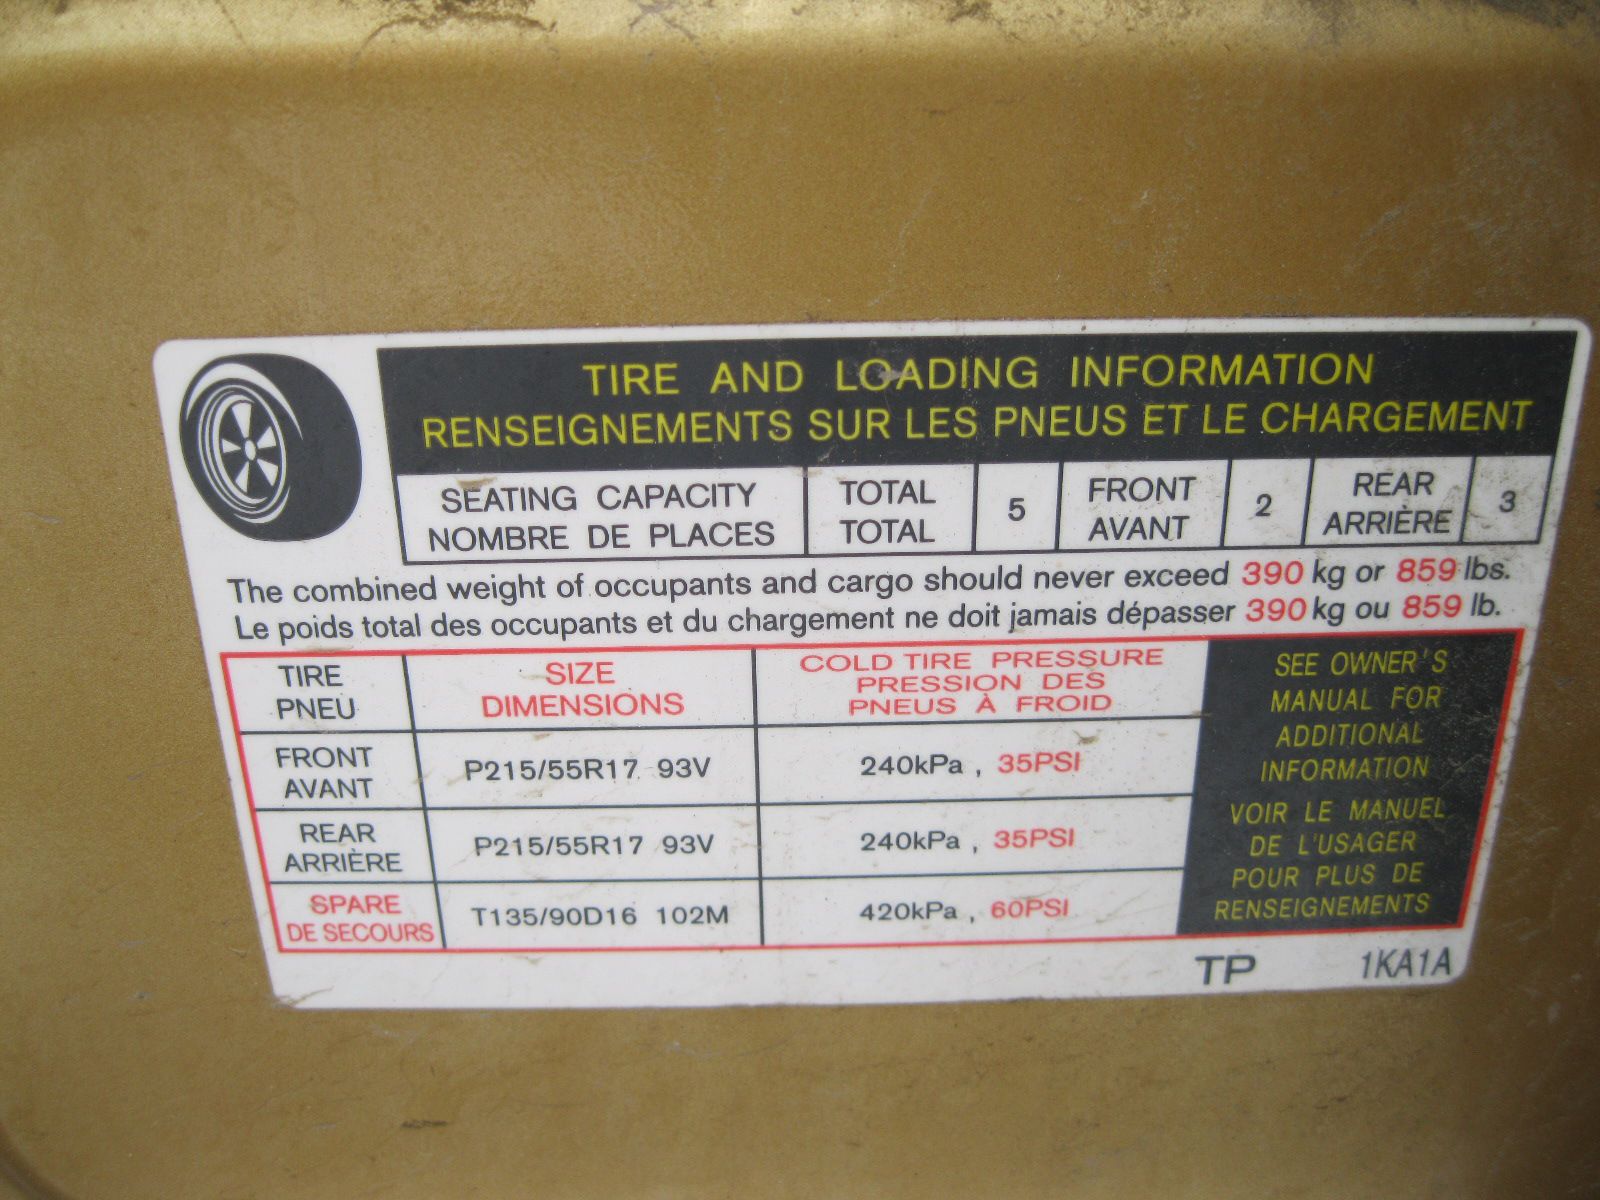 TIRE AND LOADING INFORMATION
RENSEIGNEMENTS SUR LES PNEUS ET LE CHARGEMENT
SEATING CAPACITY
NOMBRE DE PLACES
TOTAL
TOTAL
5
FRONT
AVANT
2
REAR
ARRIÈRE
3
The combined weight of occupants and cargo should never exceed 390 kg or 859 lbs.
Le poids total des occupants et du chargement ne doit jamais dépasser 390 kg ou 859 lb.
TIRE
PNEU
SIZE
DIMENSIONS
COLD TIRE PRESSURE
PRESSION DES
PNEUS À FROID
FRONT
AVANT
P215/55R17 93V
240kPa , 35PSI
REAR
ARRIÈRE
P215/55R17 93V
240kPa , 35PSI
SPARE
DE SECOURS
T135/90D16 102M
420kPa , 60PSI
SEE OWNER'S
MANUAL FOR
ADDITIONAL
INFORMATION
VOIR LE MANUEL
DE L'USAGER
POUR PLUS DE
RENSEIGNEMENTS
TP 1KA1A